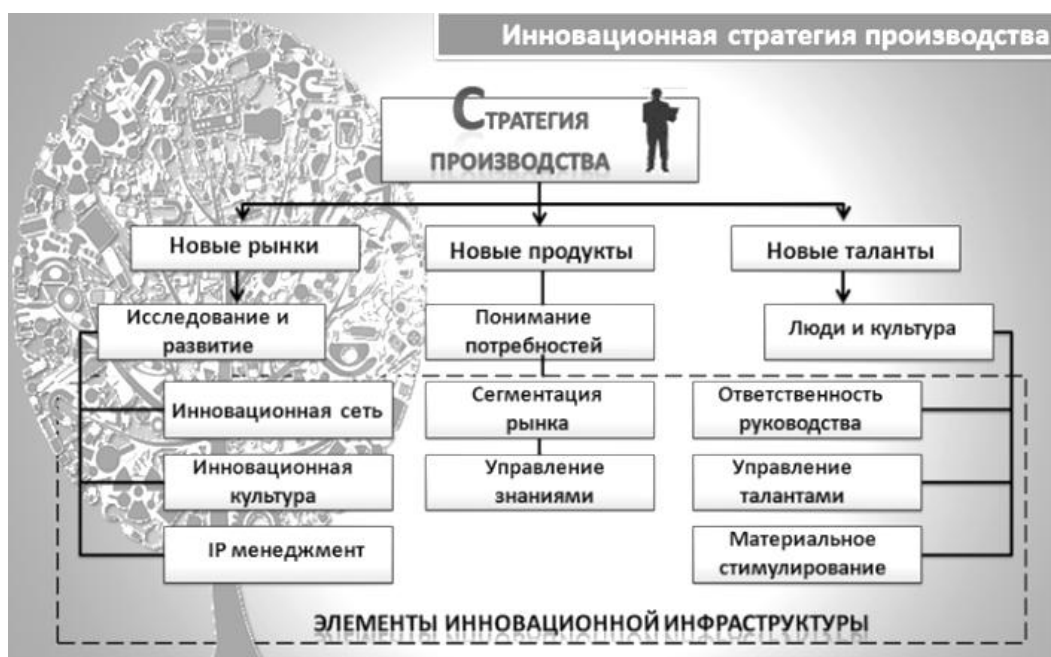 Инновационная стратегия производства
СТРАТЕГИЯ
ПРОИЗВОДСТВА
Новые рынки
Новые продукты
Новые таланты
Исследование и
развитие
Понимание
потребностей
Люди и культура
Инновационная сеть
Сегментация
рынка
Ответственность
руководства
Инновационная
культура
Управление
знаниями
Управление
талантами
IP менеджмент
Материальное
стимулирование
ЭЛЕМЕНТЫ ИННОВАЦИОННОЙ ИНФРАСТРУКТУРЫ